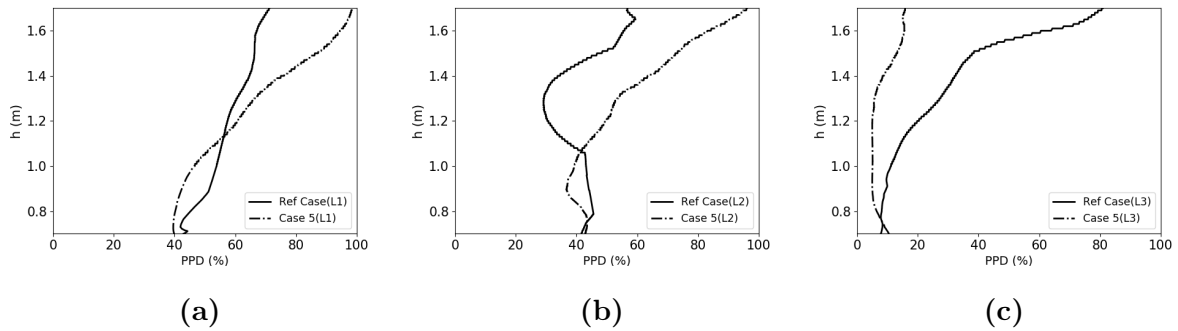 1.6
1.4
1.2
1.0
0.8
h (m)
0 20 40 60 80 100
PPD (%)
Ref Case(L1)
Case 5(L1)
(a)
1.6
1.4
1.2
1.0
0.8
h (m)
0 20 40 60 80 100
PPD (%)
Ref Case(L2)
Case 5(L2)
(b)
1.6
1.4
1.2
1.0
0.8
h (m)
0 20 40 60 80 100
PPD (%)
Ref Case(L3)
Case 5(L3)
(c)